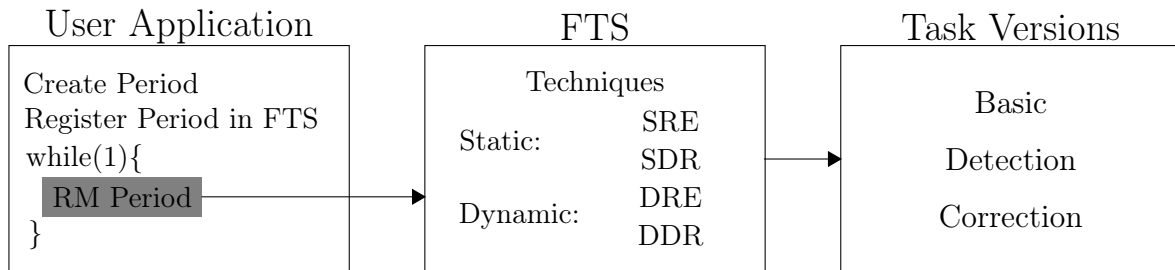 User Application
Create Period
Register Period in FTS
while(1){
RM Period
}
FTS
Techniques
Static:
SRE
SDR
Dynamic:
DRE
DDR
Task Versions
Basic
Detection
Correction